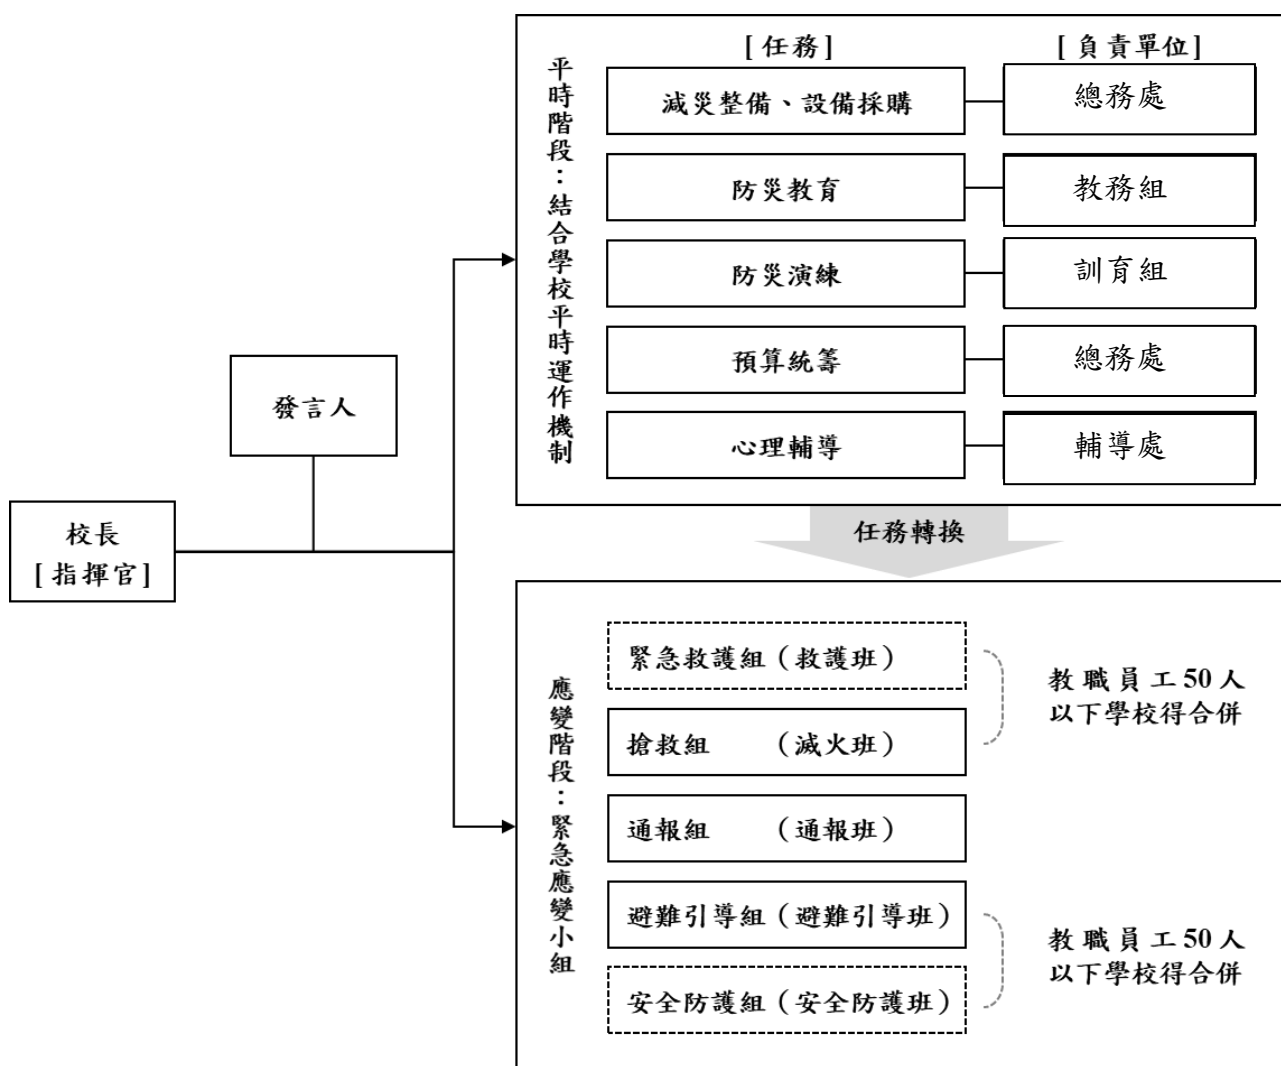 [任務]
[負責單位]
平時階段：結合學校平時運作機制
減災整備、設備採購
總務處
防災教育
教務組
防災演練
訓育組
預算統籌
總務處
心理輔導
輔導處
發言人
校長
[指揮官]
任務轉換
應變階段：緊急應變小組
緊急救護組（救護班）
搶救組 （滅火班）
教職員工50人
以下學校得合併
通報組 （通報班）
避難引導組（避難引導班）
安全防護組（安全防護班）
教職員工50人
以下學校得合併